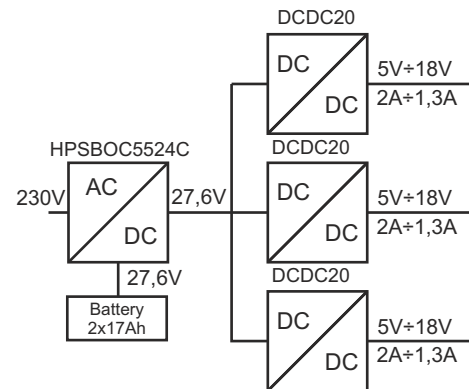 DCDC20
DC
DC
5V÷18V
2A÷1,3A
HPSBOC5524C
230V
AC
DC
27,6V
DCDC20
DC
DC
5V÷18V
2A÷1,3A
27,6V
Battery
2x17Ah
DCDC20
DC
DC
5V÷18V
2A÷1,3A